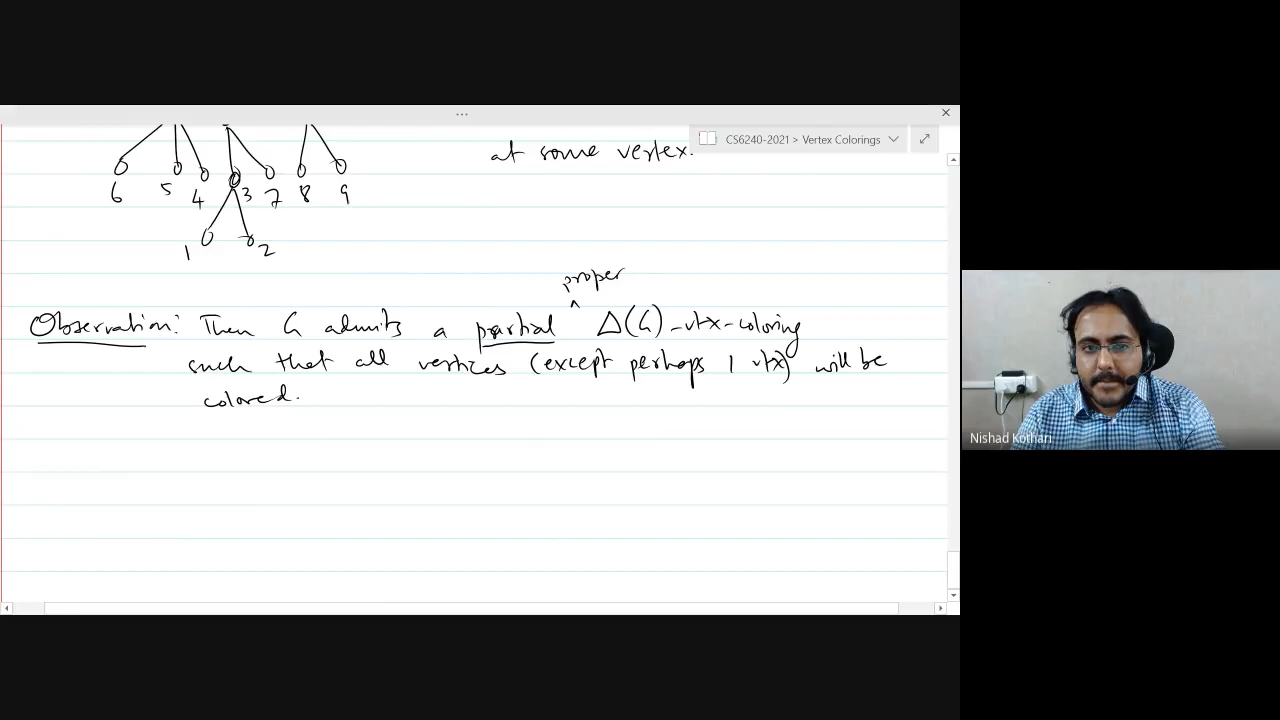 CS6240-2021 > Vertex Colorings
at some vertex.
6 5 4 3 7 8 9
1 2
proper
Observation: Then G admits a partial ^ Δ(G)-vtx-coloring
such that all vertices (except perhaps 1 vtx) will be
colored.
Nishad Kothari